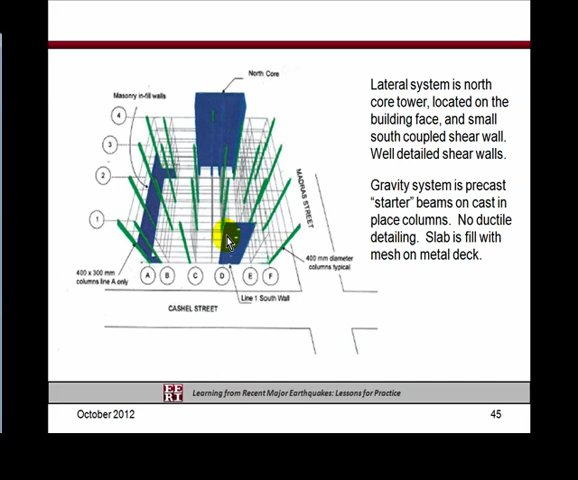 North Core
Masonry in-fill walls
4
3
2
1
MADRAS STREET
400 x 300 mm
columns line A only
A
B
C
D
E
F
400 mm diameter
columns typical
Line 1 South Wall
CASHEL STREET
Lateral system is north
core tower, located on the
building face, and small
south coupled shear wall.
Well detailed shear walls.
Gravity system is precast
“starter” beams on cast in
place columns.  No ductile
detailing.  Slab is fill with
mesh on metal deck.
EE
RI
Learning from Recent Major Earthquakes: Lessons for Practice
October 2012
45